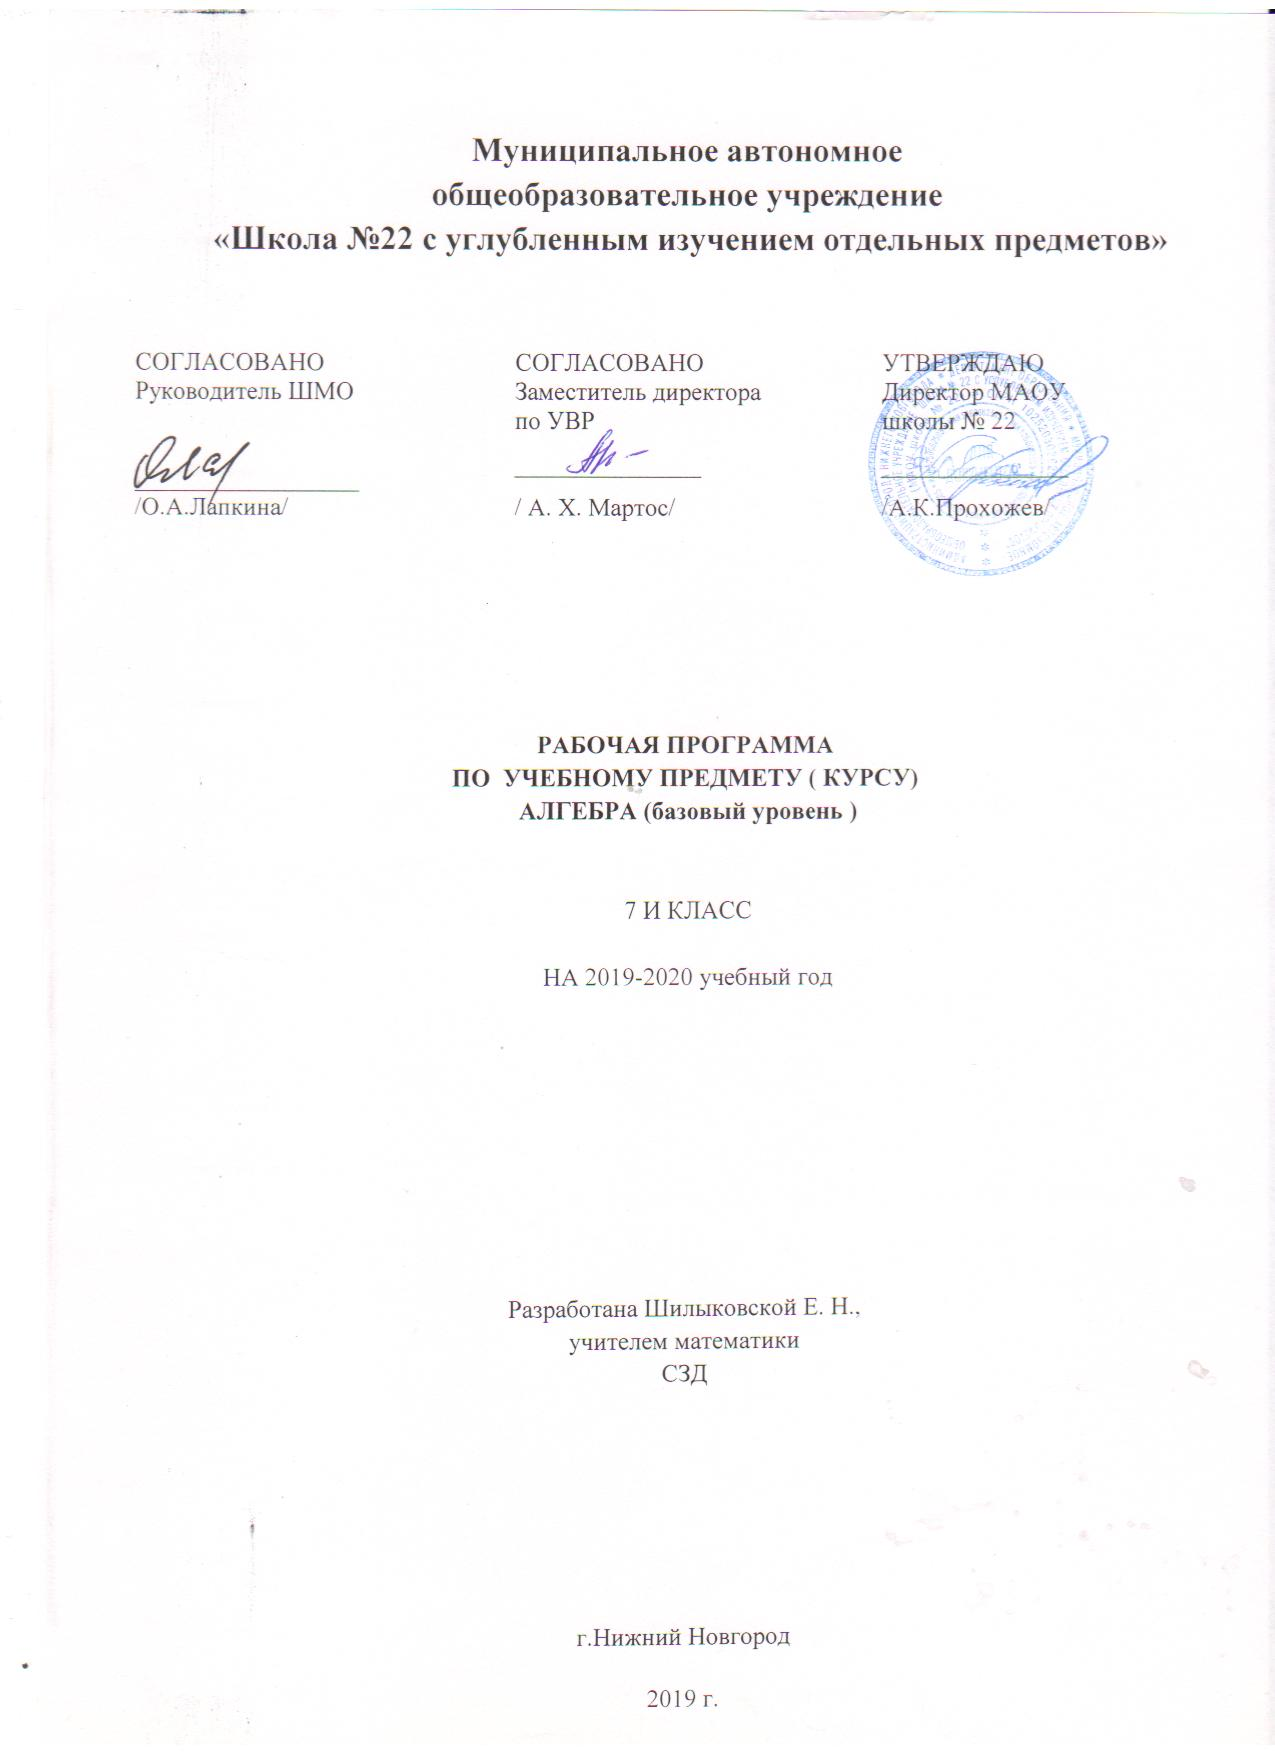 Муниципальное автономное
общеобразовательное учреждение
«Школа №22 с углубленным изучением отдельных предметов»
СОГЛАСОВАНО
Руководитель ШМО
/О.А.Лапкина/
СОГЛАСОВАНО
Заместитель директора
по УВР
/ А. Х. Мартос/
УТВЕРЖДАЮ
Директор МАОУ
школы № 22
/А.К.Прохожев/
РАБОЧАЯ ПРОГРАММА
ПО УЧЕБНОМУ ПРЕДМЕТУ ( КУРСУ)
АЛГЕБРА (базовый уровень )
7 И КЛАСС
НА 2019-2020 учебный год
Разработана Шилыковской Е. Н.,
учителем математики
СЗД
г.Нижний Новгород
2019 г.